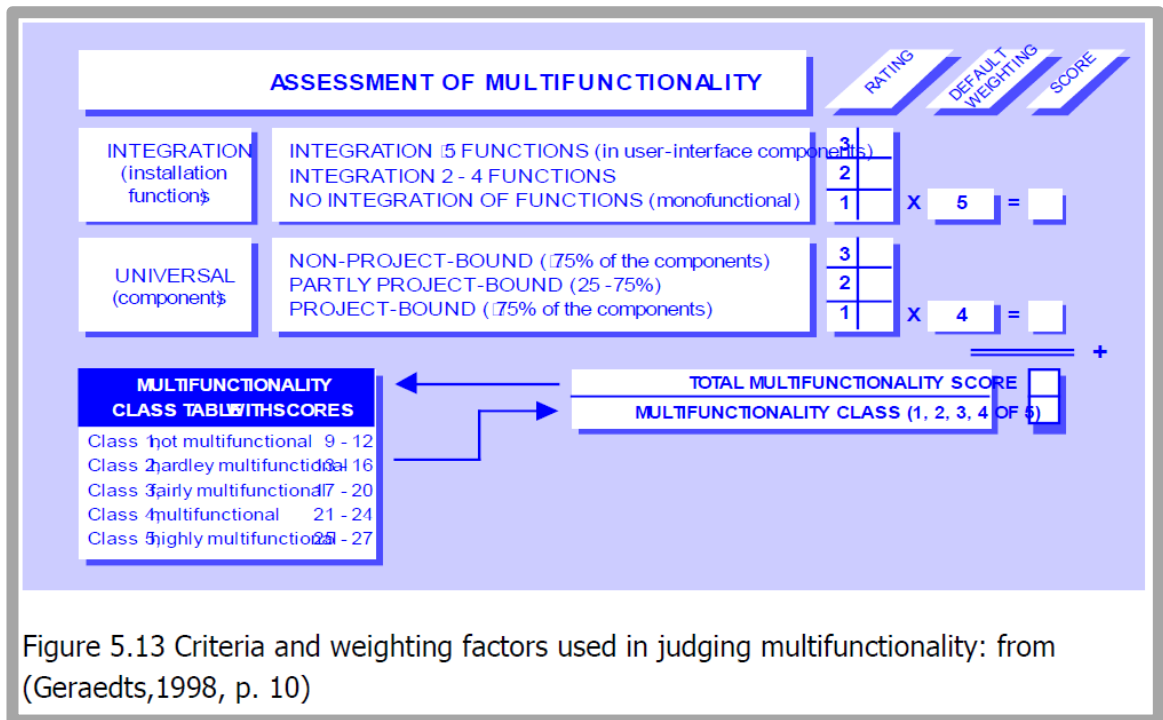 ASSESSMENT OF MULTIFUNCTIONALITY
RATING
DEFAULT
WEIGHTING
SCORE
INTEGRATION
(installation
functions)
INTEGRATION 5 FUNCTIONS (in user-interface components)
INTEGRATION 2 - 4 FUNCTIONS
NO INTEGRATION OF FUNCTIONS (monofunctional)
3
2
1 X 5 =
UNIVERSAL
(components)
NON-PROJECT-BOUND ( 75% of the components)
PARTLY PROJECT-BOUND (25 -75%)
PROJECT-BOUND ( 75% of the components)
3
2
1 X 4 =
+
MULTIFUNCTIONALITY
CLASS TABLE WITH SCORES
Class 1, not multifunctional 9 - 12
Class 2, hardley multifunctional 13 - 16
Class 3, fairly multifunctional 17 - 20
Class 4, multifunctional 21 - 24
Class 5, highly multifunctional 25 - 27
TOTAL MULTIFUNCTIONALITY SCORE
MULTIFUNCTIONALITY CLASS (1, 2, 3, 4 OF 5)
Figure 5.13 Criteria and weighting factors used in judging multifunctionality: from
(Geraedts,1998, p. 10)